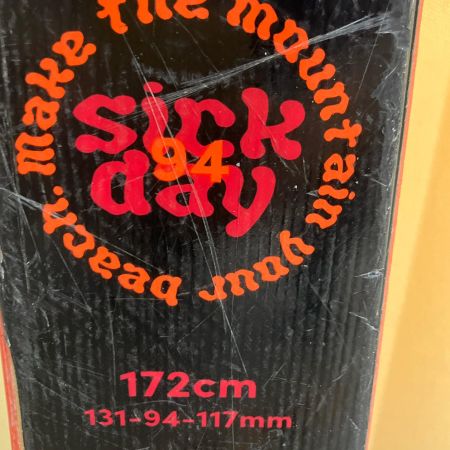 make the mountain your beach.
sick
94
day
172cm
131-94-117mm